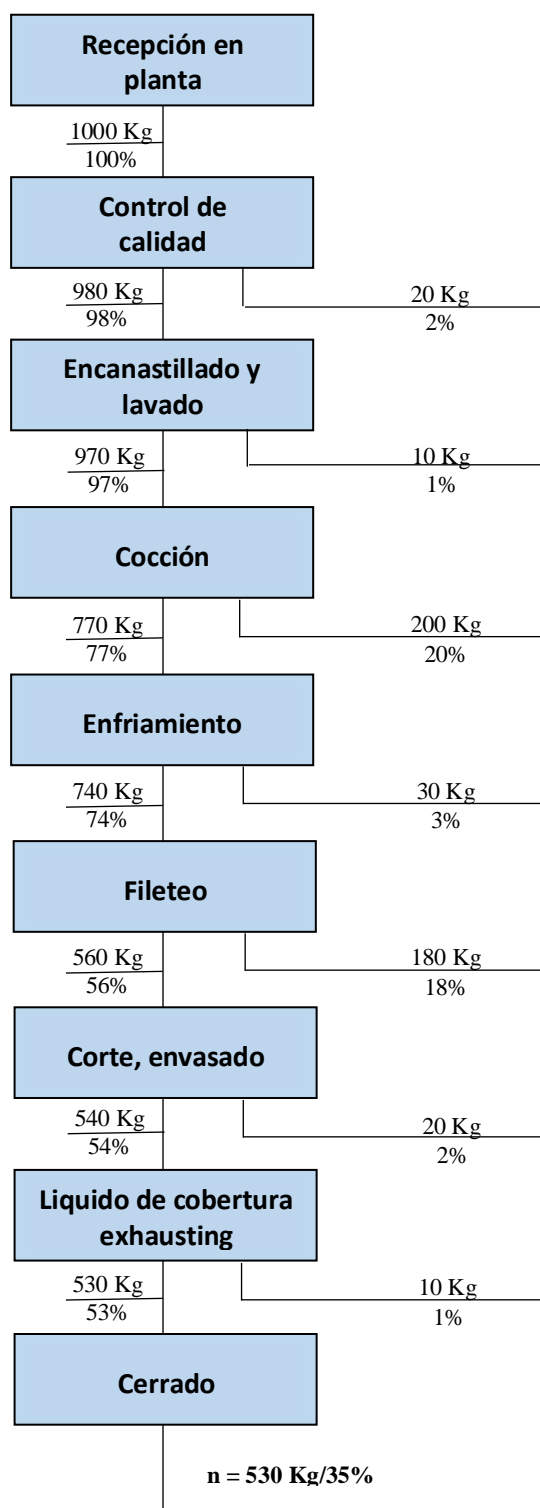 Recepción en
planta
1000 Kg
100%
Control de
calidad
980 Kg
98%
20 Kg
2%
Encanastillado y
lavado
970 Kg
97%
10 Kg
1%
Cocción
770 Kg
77%
200 Kg
20%
Enfriamiento
740 Kg
74%
30 Kg
3%
Fileteo
560 Kg
56%
180 Kg
18%
Corte, envasado
540 Kg
54%
20 Kg
2%
Liquido de cobertura
exhausting
530 Kg
53%
10 Kg
1%
Cerrado
n = 530 Kg/35%